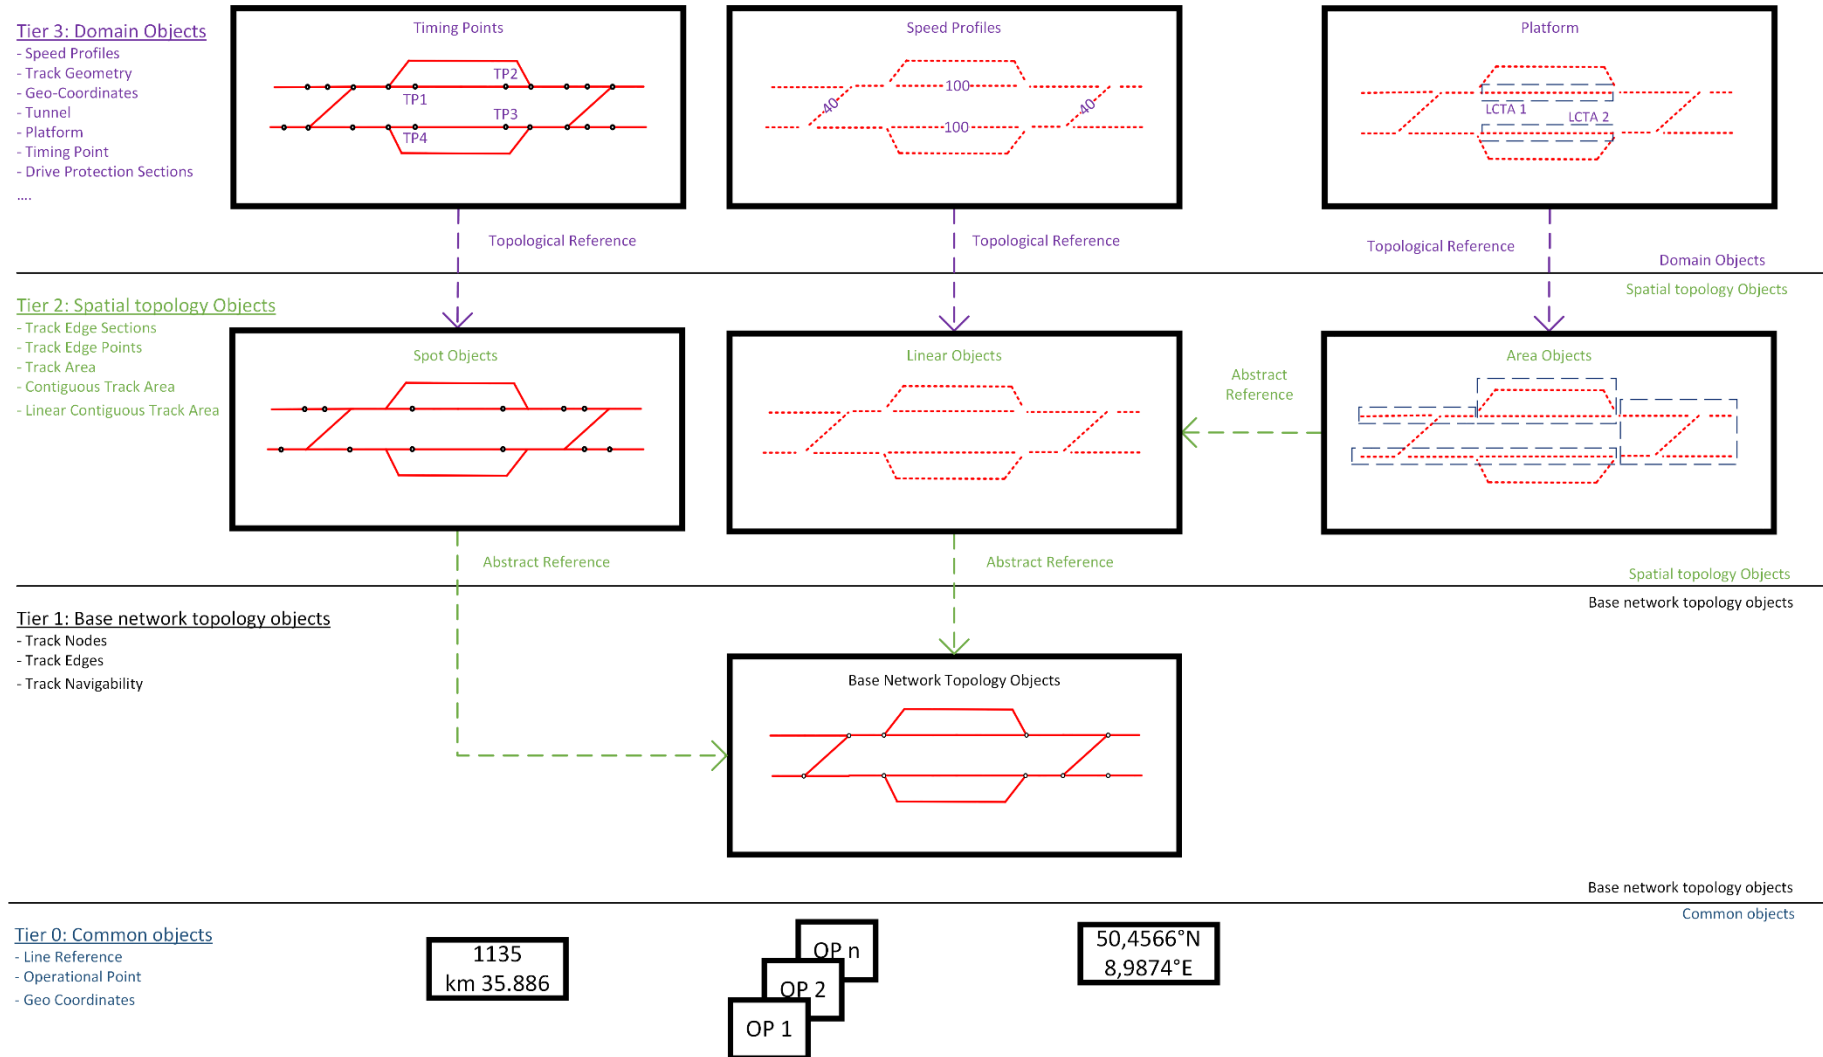 Tier 3: Domain Objects
- Speed Profiles
- Track Geometry
- Geo-Coordinates
- Tunnel
- Platform
- Timing Point
- Drive Protection Sections
....
Timing Points
TP2
TP1
TP3
TP4
Speed Profiles
40
100
40
100
Platform
LCTA 1
LCTA 2
Topological Reference
Topological Reference
Topological Reference
Domain Objects
Spatial topology Objects
Tier 2: Spatial topology Objects
- Track Edge Sections
- Track Edge Points
- Track Area
- Contiguous Track Area
- Linear Contiguous Track Area
Spot Objects
Linear Objects
Abstract
Reference
Area Objects
Abstract Reference
Abstract Reference
Spatial topology Objects
Base network topology objects
Tier 1: Base network topology objects
- Track Nodes
- Track Edges
- Track Navigability
Base Network Topology Objects
Base network topology objects
Common objects
Tier 0: Common objects
- Line Reference
- Operational Point
- Geo Coordinates
1135
km 35.886
OP n
OP 2
OP 1
50,4566°N
8,9874°E